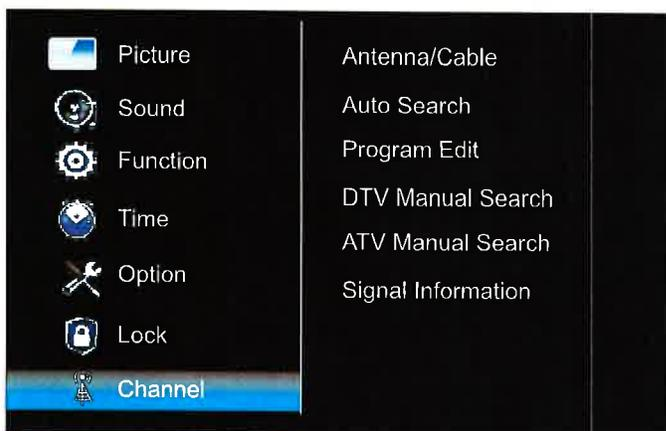 Picture
Sound
Function
Time
Option
Lock
Channel
Antenna/Cable
Auto Search
Program Edit
DTV Manual Search
ATV Manual Search
Signal Information